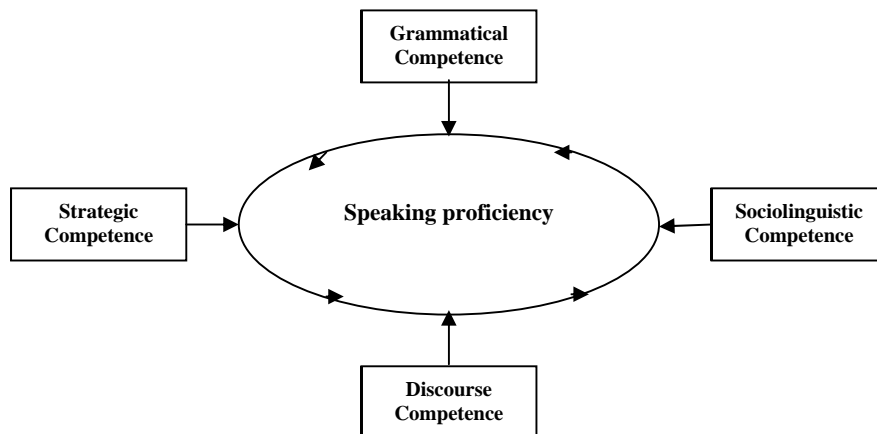 Grammatical
Competence
Strategic
Competence
Speaking proficiency
Sociolinguistic
Competence
Discourse
Competence